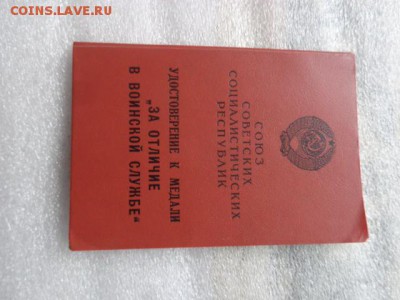 COINS.LAVE.RU
СОЮЗ
СОВЕТСКИХ
СОЦИАЛИСТИЧЕСКИХ
РЕСПУБЛИК
УДОСТОВЕРЕНИЕ К МЕДАЛИ
„ЗА ОТЛИЧИЕ
В ВОИНСКОЙ СЛУЖБЕ“